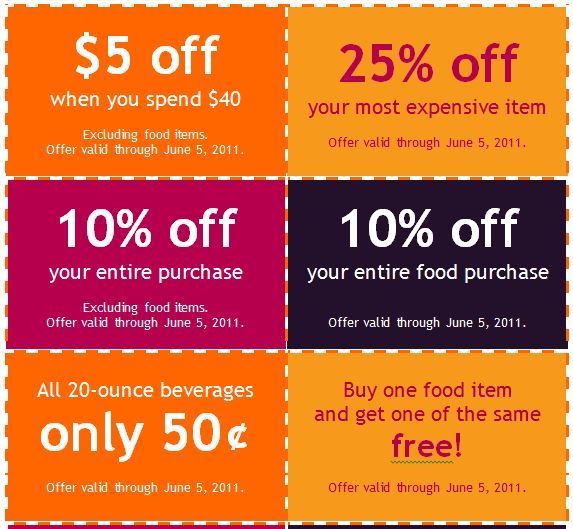 $5 off
when you spend $40
Excluding food items.
Offer valid through June 5, 2011.
25% off
your most expensive item
Offer valid through June 5, 2011.
10% off
your entire purchase
Excluding food items.
Offer valid through June 5, 2011.
10% off
your entire food purchase
Offer valid through June 5, 2011.
All 20-ounce beverages
only 50¢
Offer valid through June 5, 2011.
Buy one food item
and get one of the same
free!
Offer valid through June 5, 2011.